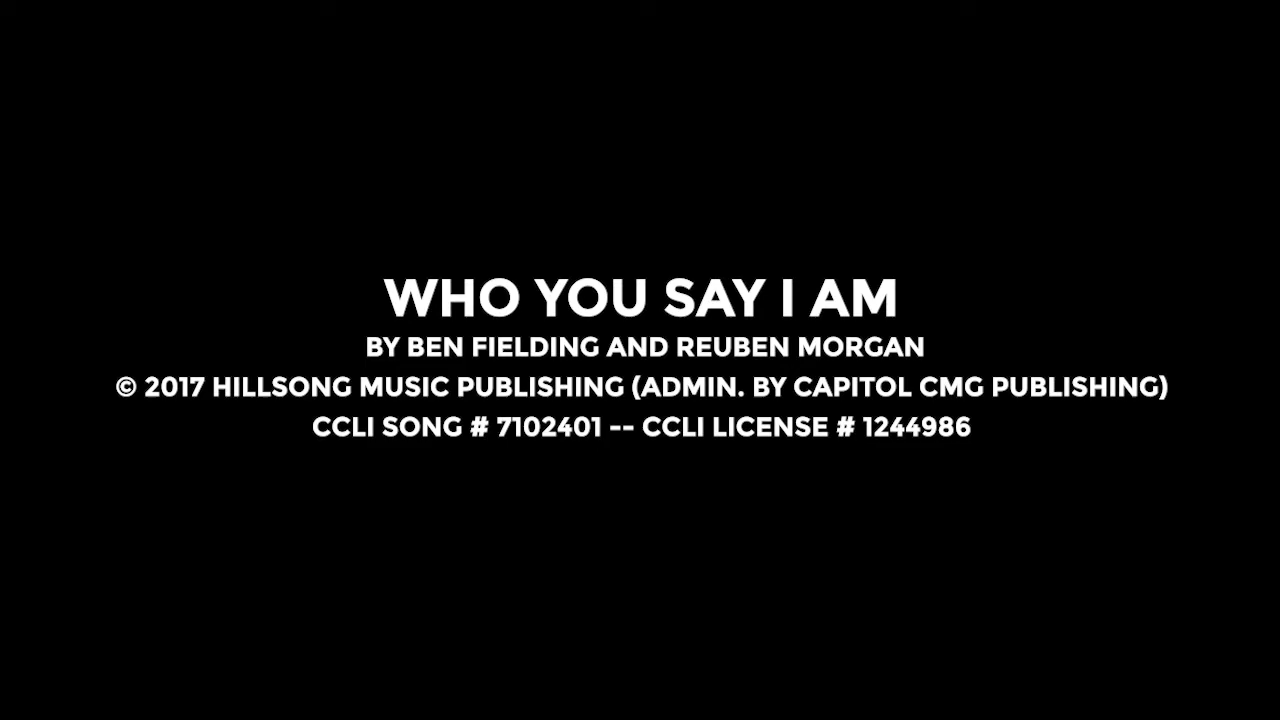 WHO YOU SAY I AM
BY BEN FIELDING AND REUBEN MORGAN
© 2017 HILLSONG MUSIC PUBLISHING (ADMIN. BY CAPITOL CMG PUBLISHING)
CCLI SONG # 7102401 -- CCLI LICENSE # 1244986